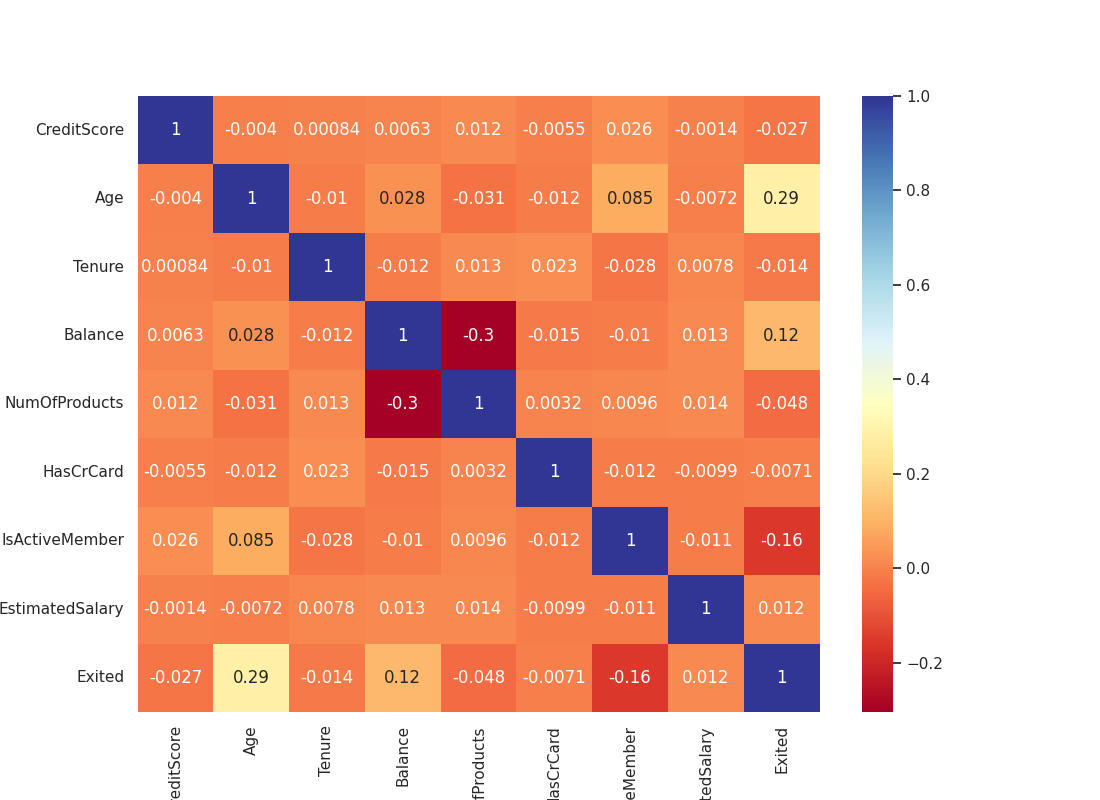 CreditScore 1 -0.004 0.00084 0.0063 0.012 -0.0055 0.026 -0.0014 -0.027
Age -0.004 1 -0.01 0.028 -0.031 -0.012 0.085 -0.0072 0.29
Tenure 0.00084 -0.01 1 -0.012 0.013 0.023 -0.028 0.0078 -0.014
Balance 0.0063 0.028 -0.012 1 -0.3 -0.015 -0.01 0.013 0.12
NumOfProducts 0.012 -0.031 0.013 -0.3 1 0.0032 0.0096 0.014 -0.048
HasCrCard -0.0055 -0.012 0.023 -0.015 0.0032 1 -0.012 -0.0099 -0.0071
IsActiveMember 0.026 0.085 -0.028 -0.01 0.0096 -0.012 1 -0.011 -0.16
EstimatedSalary -0.0014 -0.0072 0.0078 0.013 0.014 -0.0099 -0.011 1 0.012
Exited -0.027 0.29 -0.014 0.12 -0.048 -0.0071 -0.16 0.012 1
reditScore
Age
Tenure
Balance
fProducts
HasCrCard
eMember
tedSalary
Exited
1.0
0.8
0.6
0.4
0.2
0.0
−0.2